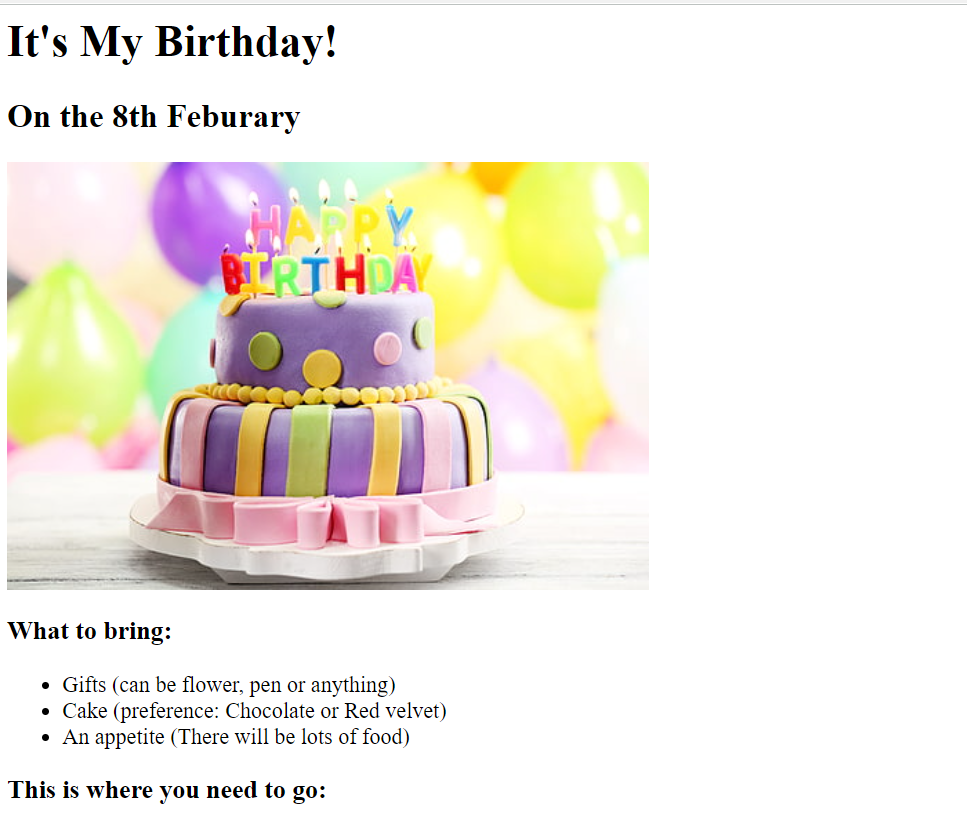 It's My Birthday!
On the 8th Feburary
HAPPY
BIRTHDAY
What to bring:
Gifts (can be flower, pen or anything)
Cake (preference: Chocolate or Red velvet)
An appetite (There will be lots of food)
This is where you need to go: